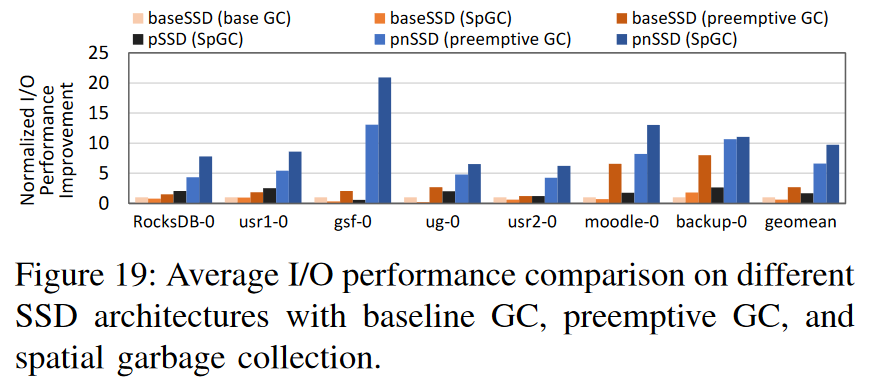 baseSSD (base GC) baseSSD (SpGC) baseSSD (preemptive GC)
pSSD (SpGC) pnSSD (preemptive GC) pnSSD (SpGC)
Normalized I/O
Performance
Improvement
25
20
15
10
5
0
RocksDB-0 usr1-0 gsf-0 ug-0 usr2-0 moodle-0 backup-0 geomean
Figure 19: Average I/O performance comparison on different
SSD architectures with baseline GC, preemptive GC, and
spatial garbage collection.